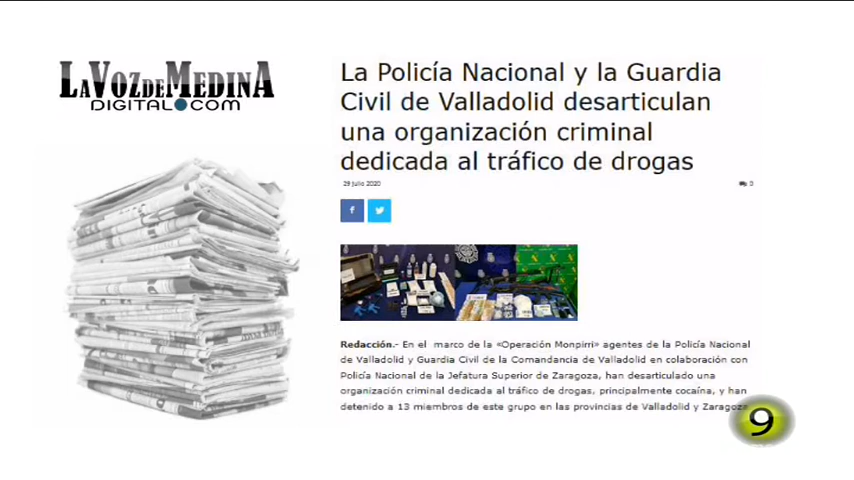 LAVOZDEMEDINA
DIGITAL.COM
La Policía Nacional y la Guardia
Civil de Valladolid desarticulan
una organización criminal
dedicada al tráfico de drogas
29 julio 2020
0
Redacción.- En el marco de la «Operación Monpirri» agentes de la Policía Nacional
de Valladolid y Guardia Civil de la Comandancia de Valladolid en colaboración con
Policía Nacional de la Jefatura Superior de Zaragoza, han desarticulado una
organización criminal dedicada al tráfico de drogas, principalmente cocaína, y han
detenido a 13 miembros de este grupo en las provincias de Valladolid y Zaragoza
9